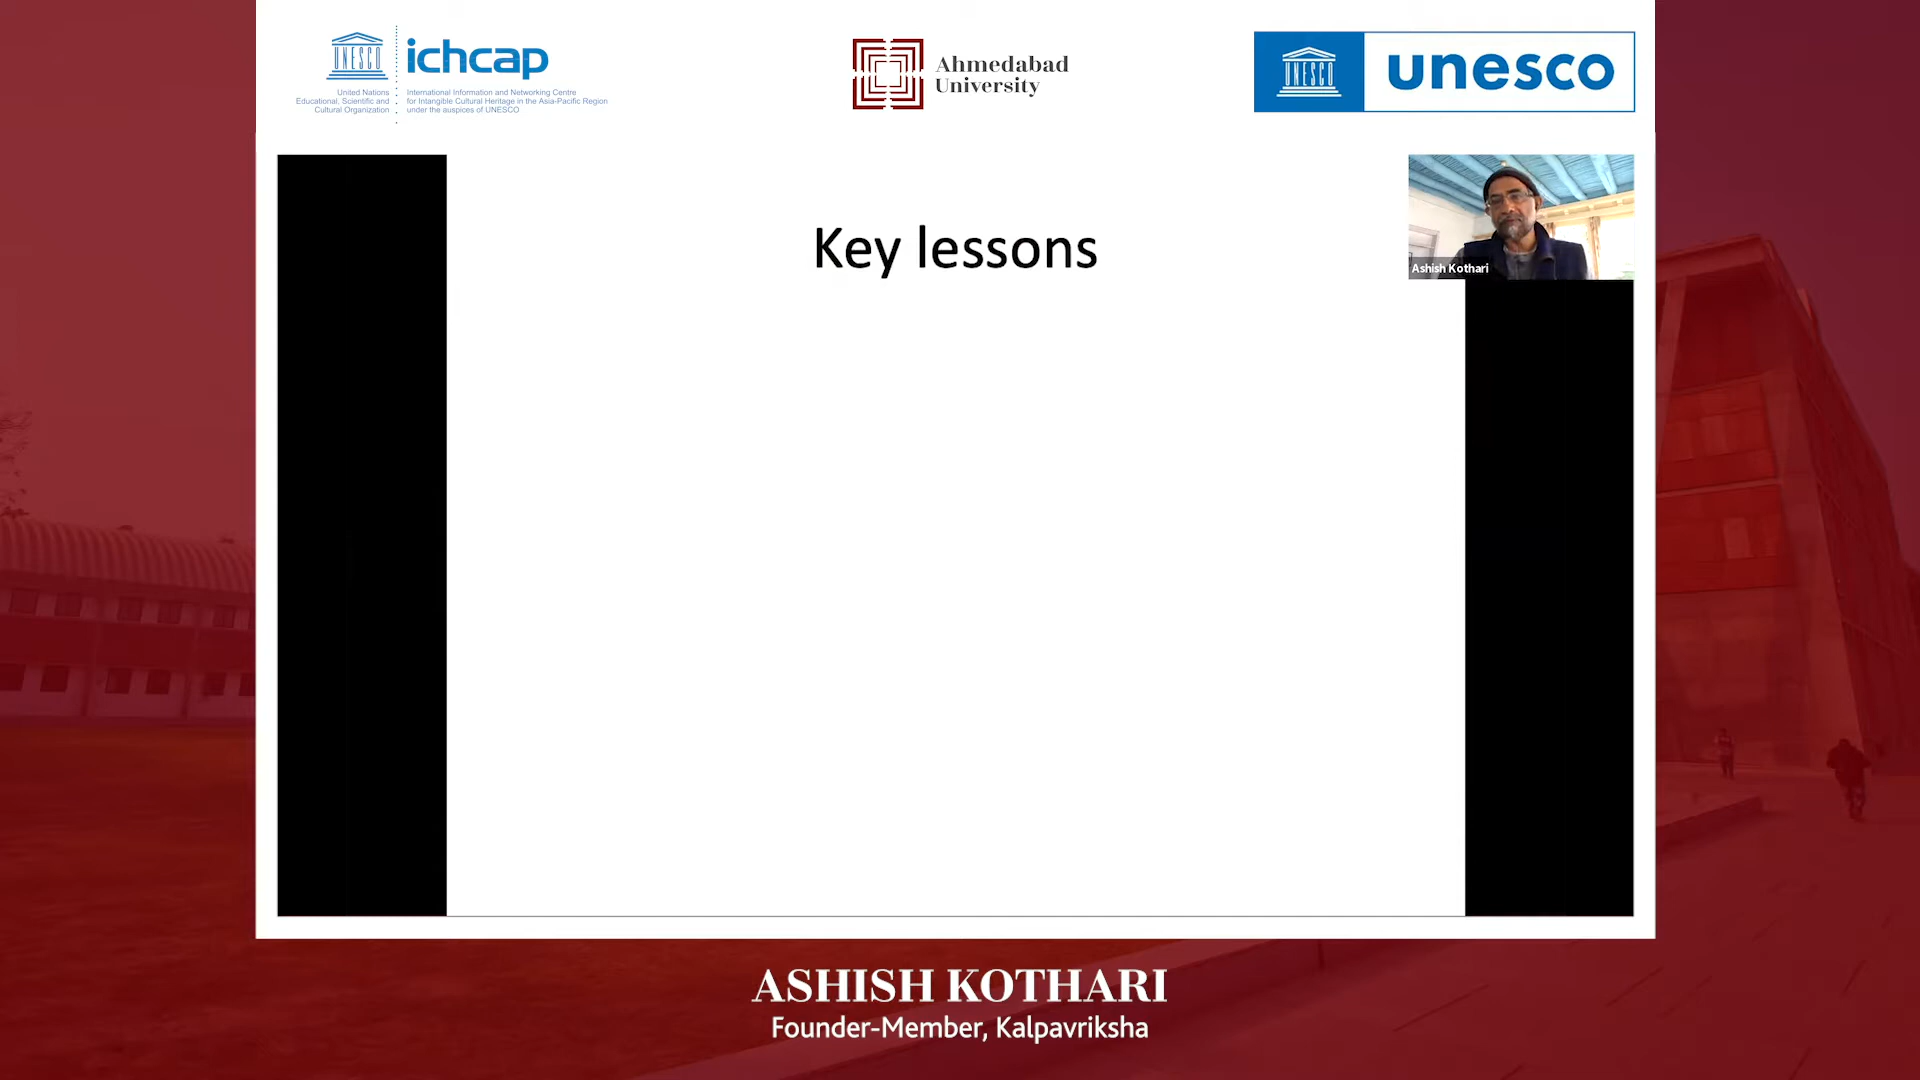 UNESCO
United Nations
Educational, Scientific and
Cultural Organization
ichcap
International Information and Networking Centre
for Intangible Cultural Heritage in the Asia-Pacific Region
under the auspices of UNESCO
Ahmedabad
University
UNESCO
unesco
Key lessons
Ashish Kothari
ASHISH KOTHARI
Founder-Member, Kalpavriksha